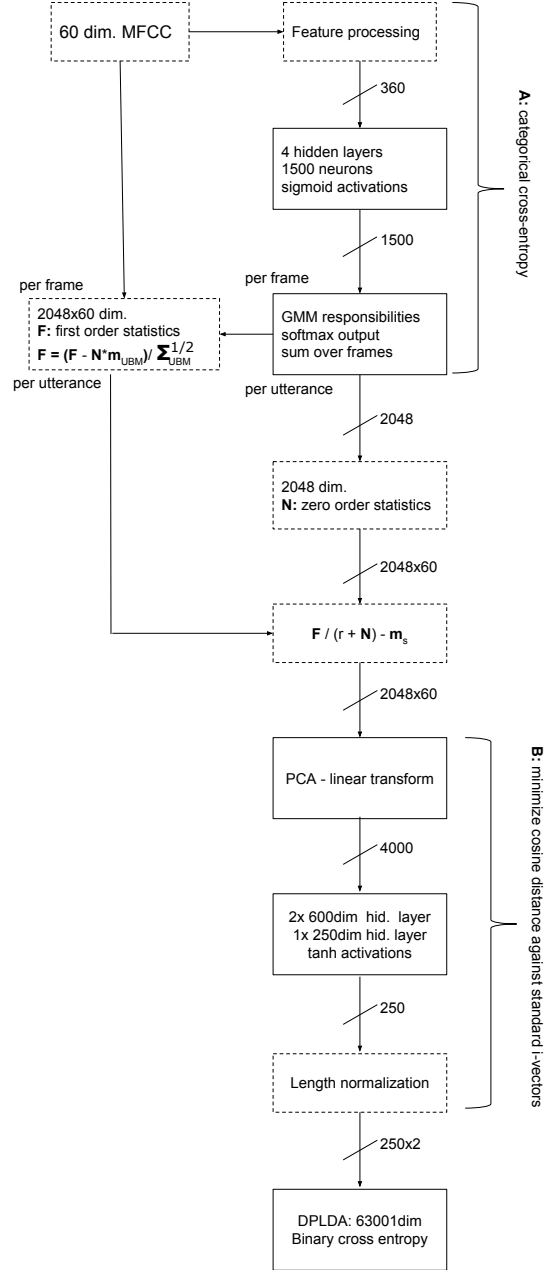 60 dim. MFCC
Feature processing
360
4 hidden layers
1500 neurons
sigmoid activations
A: categorical cross-entropy
1500
per frame
per frame
2048x60 dim.
F: first order statistics
F = (F - N*m_UBM)/ Σ_UBM^1/2
GMM responsibilities
softmax output
sum over frames
per utterance
per utterance
2048
2048 dim.
N: zero order statistics
2048x60
F / (r + N) - m_s
2048x60
PCA - linear transform
4000
2x 600dim hid. layer
1x 250dim hid. layer
tanh activations
B: minimize cosine distance against standard i-vectors
250
Length normalization
250x2
DPLDA: 63001dim
Binary cross entropy